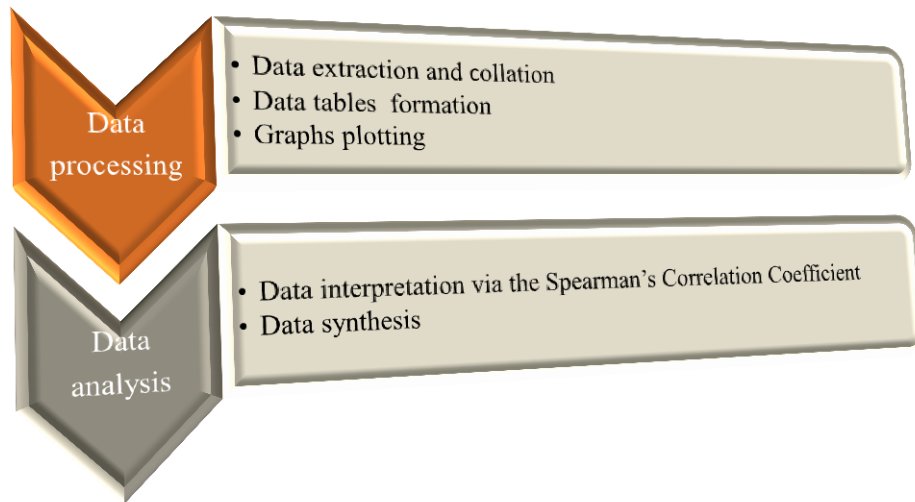 Data
processing
• Data extraction and collation
• Data tables formation
• Graphs plotting
Data
analysis
• Data interpretation via the Spearman's Correlation Coefficient
• Data synthesis